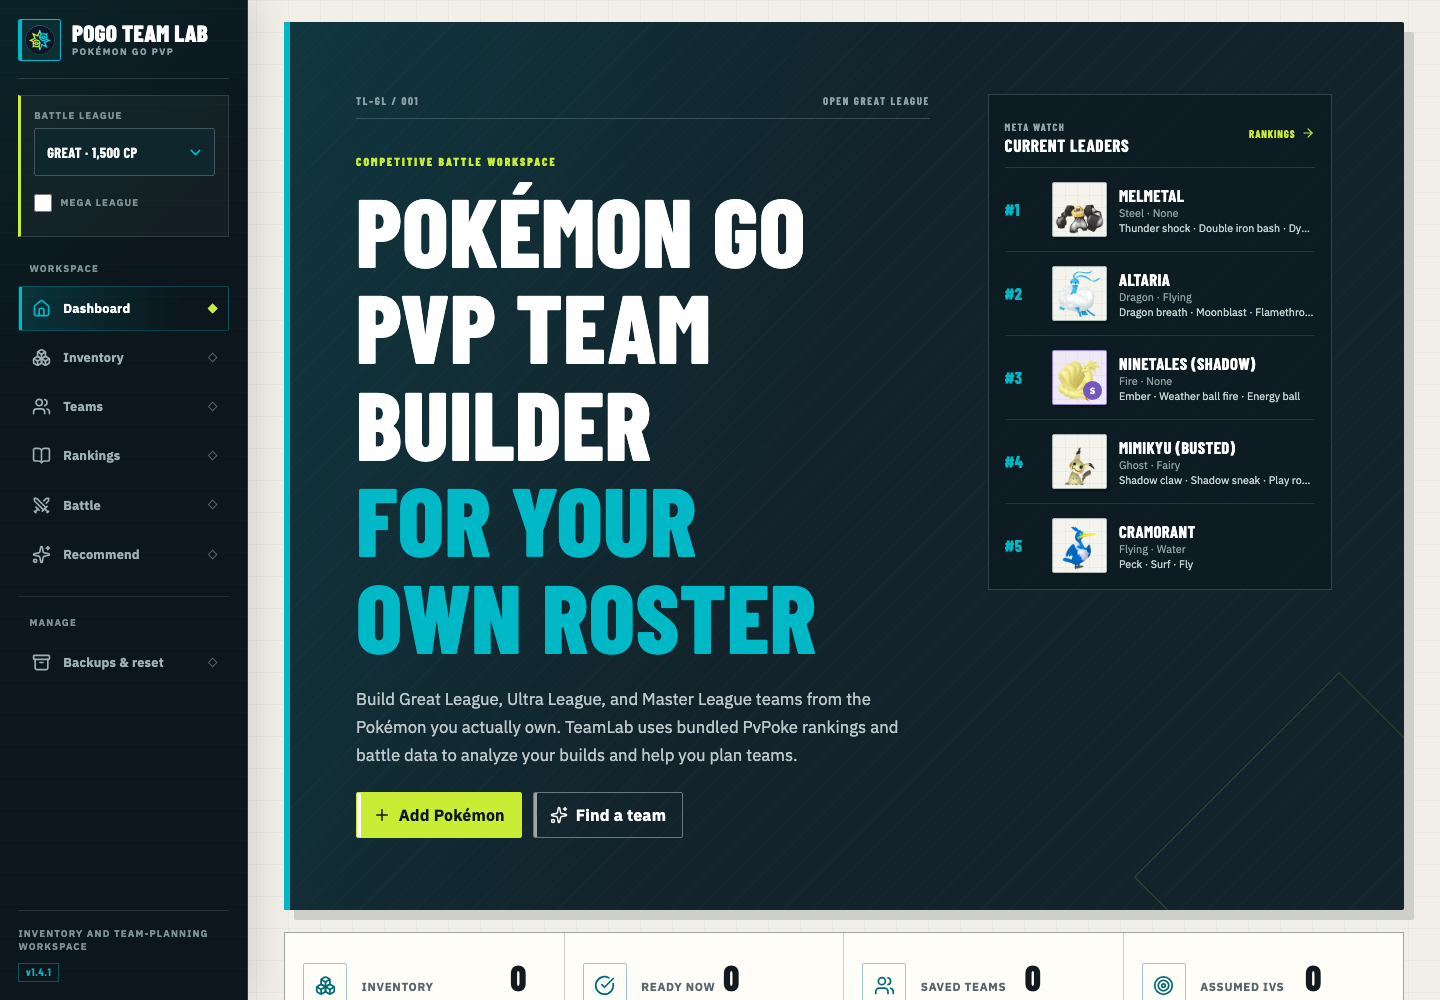 POGO TEAM LAB
POKÉMON GO PVP
BATTLE LEAGUE
GREAT · 1,500 CP
MEGA LEAGUE
WORKSPACE
Dashboard
Inventory
Teams
Rankings
Battle
Recommend
MANAGE
Backups & reset
INVENTORY AND TEAM-PLANNING
WORKSPACE
v1.4.1
TL-GL / 001
OPEN GREAT LEAGUE
COMPETITIVE BATTLE WORKSPACE
POKÉMON GO
PVP TEAM
BUILDER
FOR YOUR
OWN ROSTER
Build Great League, Ultra League, and Master League teams from the
Pokémon you actually own. TeamLab uses bundled PvPoke rankings and
battle data to analyze your builds and help you plan teams.
Add Pokémon
Find a team
META WATCH
CURRENT LEADERS
RANKINGS
#1
MELMETAL
Steel · None
Thunder shock · Double iron bash · Dy...
#2
ALTARIA
Dragon · Flying
Dragon breath · Moonblast · Flamethro...
#3
S
NINETALES (SHADOW)
Fire · None
Ember · Weather ball fire · Energy ball
#4
MIMIKYU (BUSTED)
Ghost · Fairy
Shadow claw · Shadow sneak · Play ro...
#5
CRAMORANT
Flying · Water
Peck · Surf · Fly
INVENTORY 0
READY NOW 0
SAVED TEAMS 0
ASSUMED IVS 0